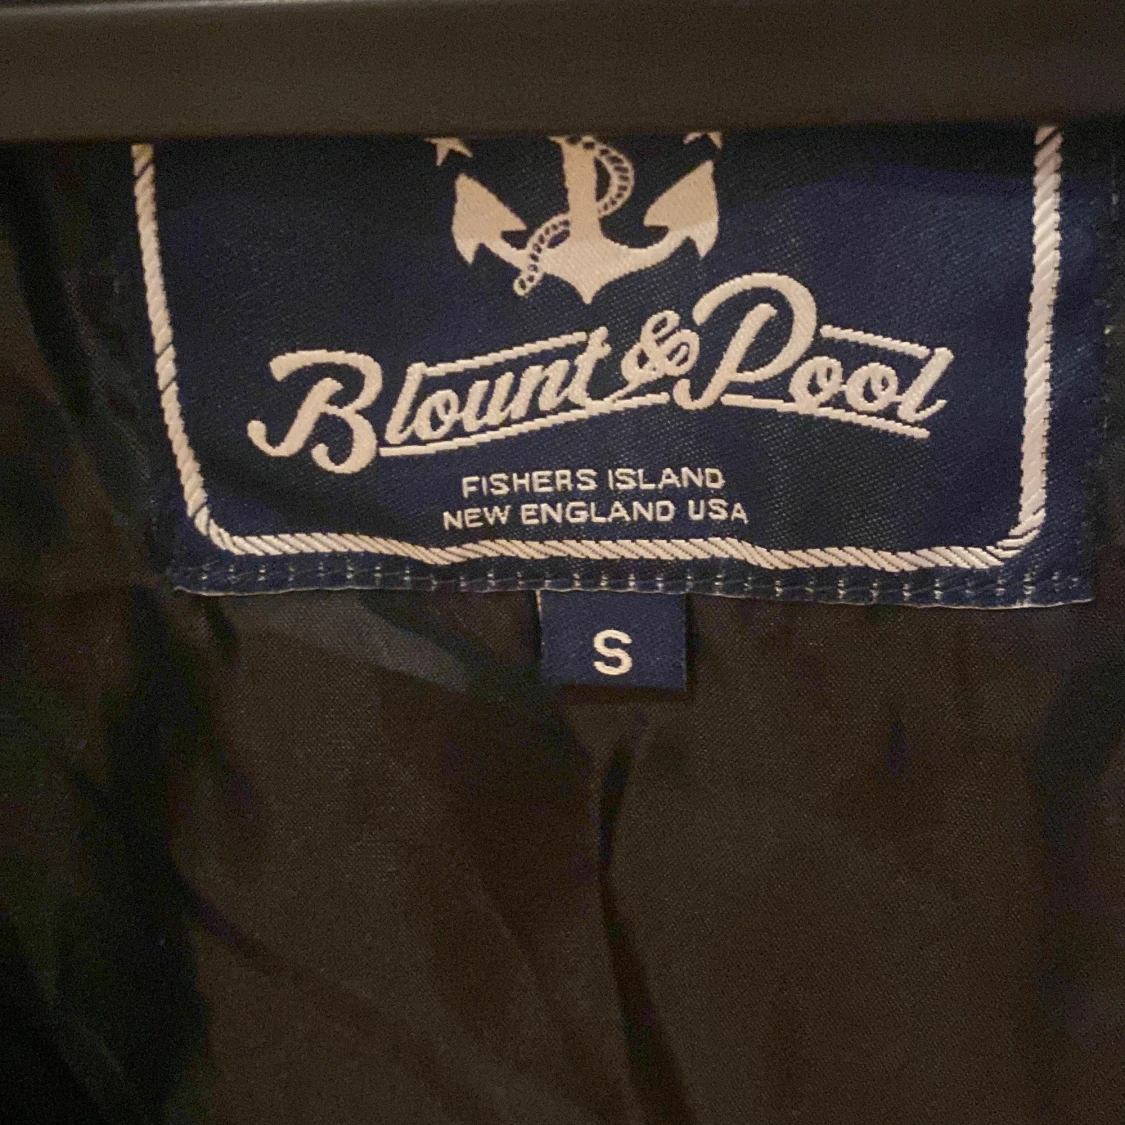 Blount & Pool
FISHERS ISLAND
NEW ENGLAND USA
S